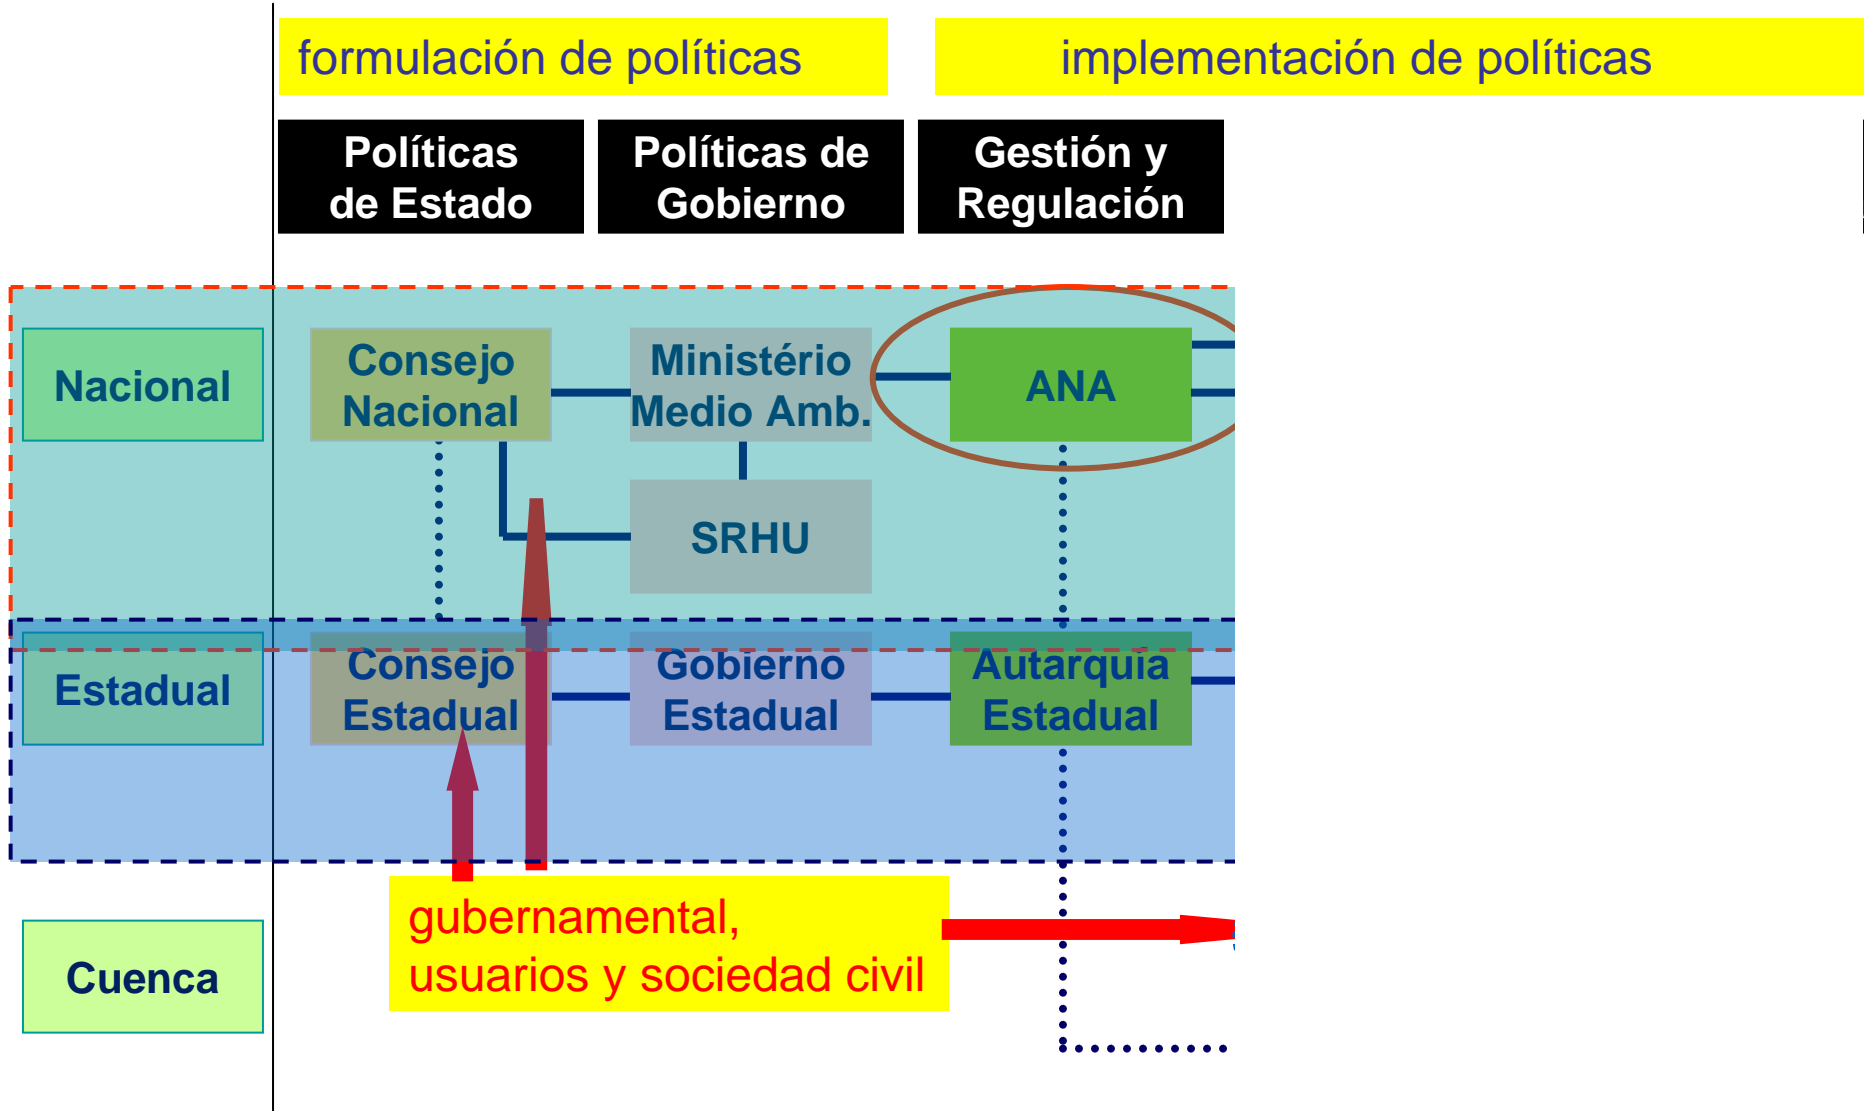 formulación de políticas
implementación de políticas
Políticas
de Estado
Políticas de
Gobierno
Gestión y
Regulación
Nacional
Consejo
Nacional
Ministério
Medio Amb.
ANA
SRHU
Estadual
Consejo
Estadual
Gobierno
Estadual
Autarquía
Estadual
Cuenca
gubernamental,
usuarios y sociedad civil